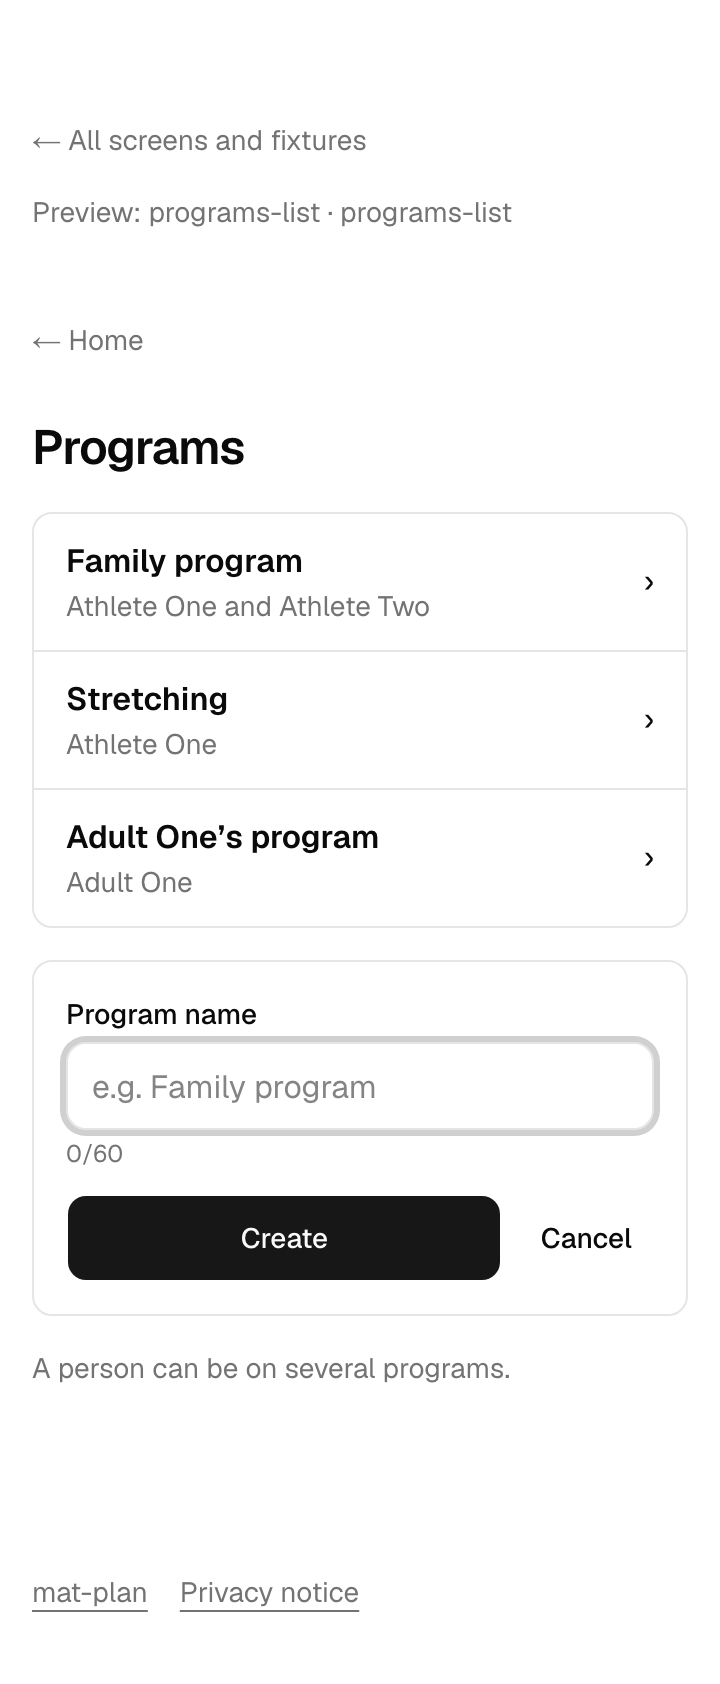 ← All screens and fixtures
Preview: programs-list · programs-list
← Home
Programs
Family program
Athlete One and Athlete Two
›
Stretching
Athlete One
›
Adult One’s program
Adult One
›
Program name
e.g. Family program
0/60
Create Cancel
A person can be on several programs.
mat-plan Privacy notice